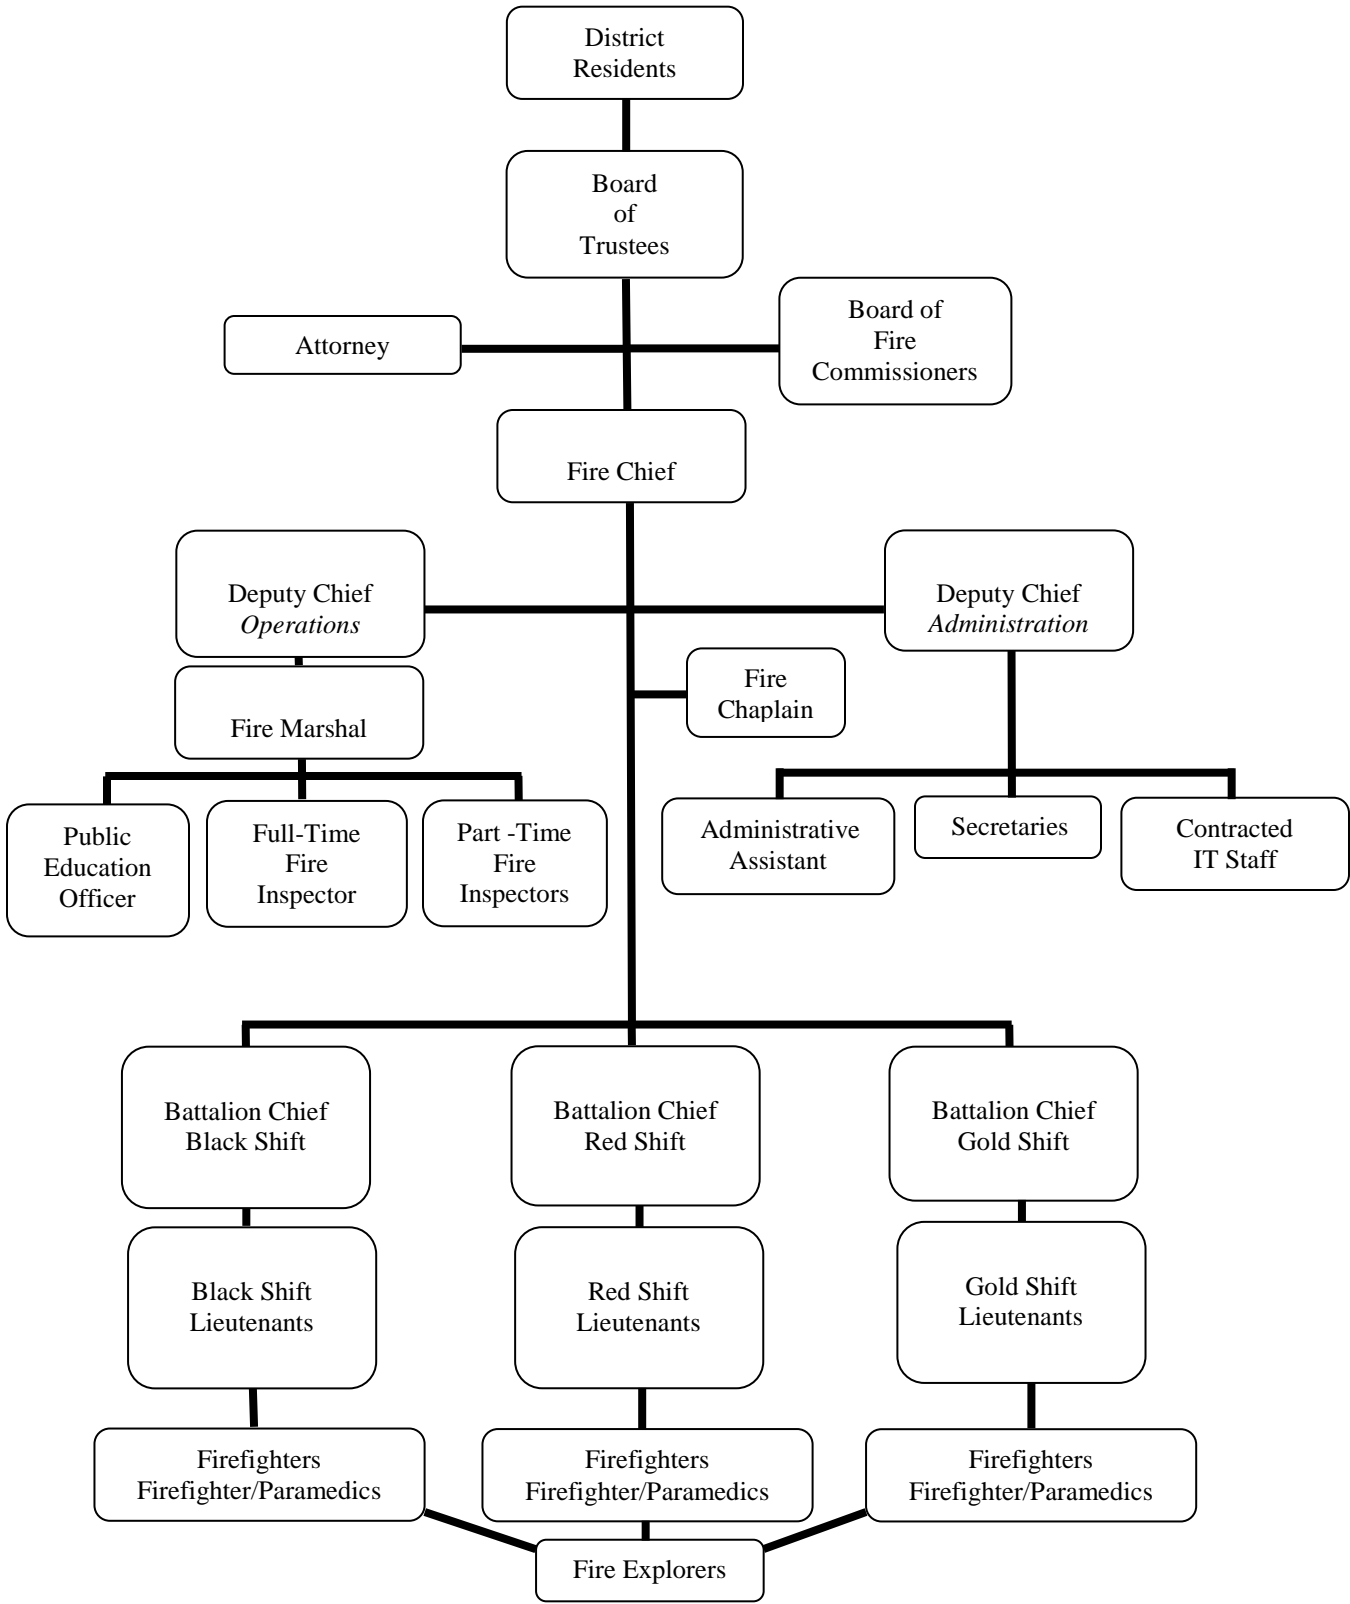 District
Residents
Board
of
Trustees
Attorney
Board of
Fire
Commissioners
Fire Chief
Deputy Chief
Operations
Deputy Chief
Administration
Fire
Chaplain
Fire Marshal
Public
Education
Officer
Full-Time
Fire
Inspector
Part -Time
Fire
Inspectors
Administrative
Assistant
Secretaries
Contracted
IT Staff
Battalion Chief
Black Shift
Battalion Chief
Red Shift
Battalion Chief
Gold Shift
Black Shift
Lieutenants
Red Shift
Lieutenants
Gold Shift
Lieutenants
Firefighters
Firefighter/Paramedics
Firefighters
Firefighter/Paramedics
Firefighters
Firefighter/Paramedics
Fire Explorers